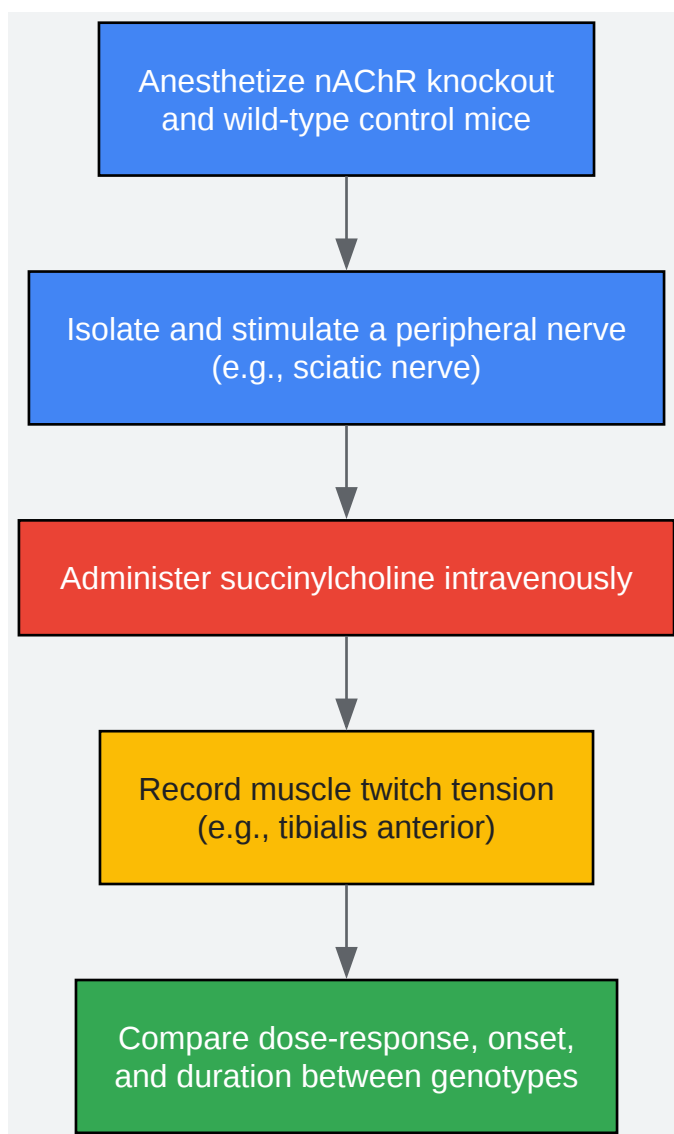 Anesthetize nAChR knockout
and wild-type control mice
Isolate and stimulate a peripheral nerve
(e.g., sciatic nerve)
Administer succinylcholine intravenously
Record muscle twitch tension
(e.g., tibialis anterior)
Compare dose-response, onset,
and duration between genotypes